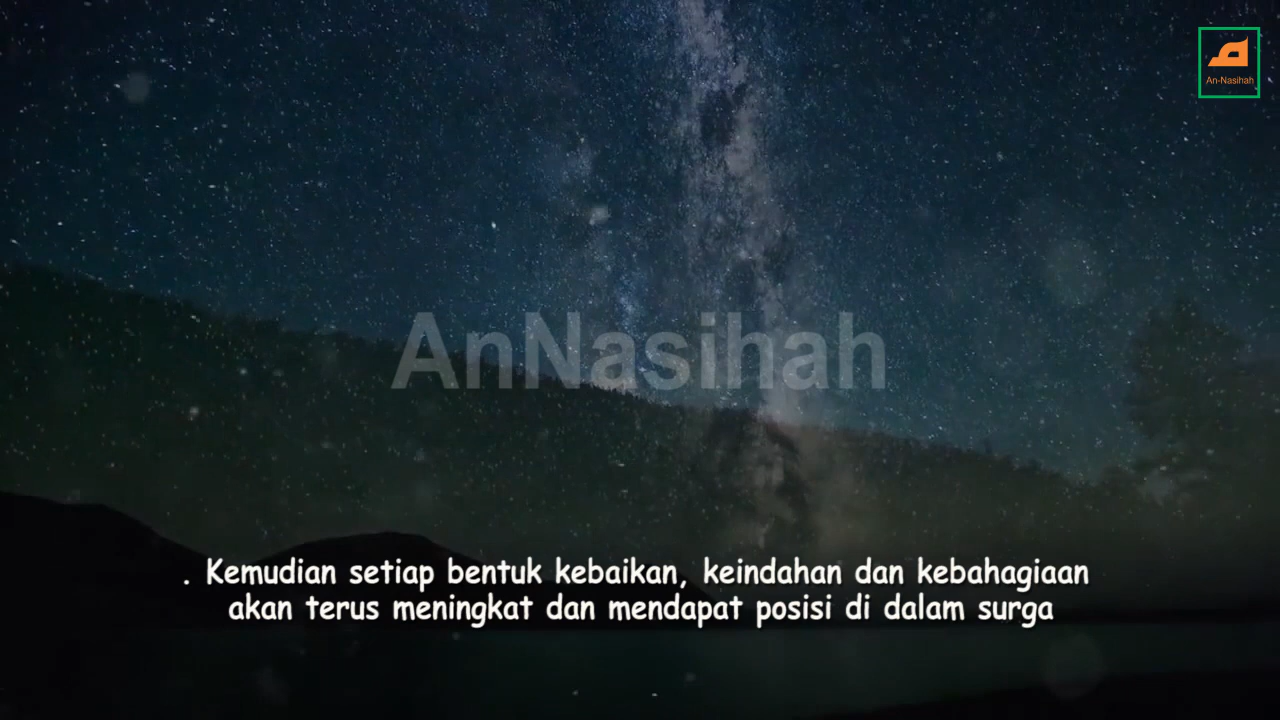 An-Nasihah
AnNasihah
. Kemudian setiap bentuk kebaikan, keindahan dan kebahagiaan
akan terus meningkat dan mendapat posisi di dalam surga